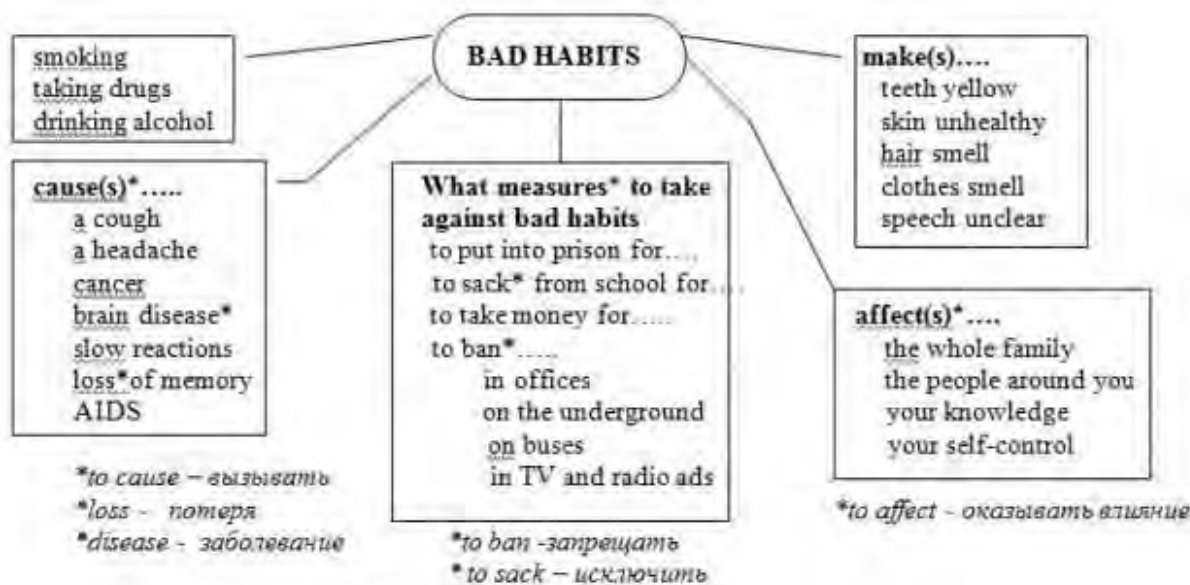 BAD HABITS
smoking
taking drugs
drinking alcohol
cause(s)*.....
a cough
a headache
cancer
brain disease*
slow reactions
loss*of memory
AIDS
*to cause – вызывать
*loss - потеря
*disease - заболевание
What measures* to take
against bad habits
to put into prison for....
to sack* from school for....
to take money for.....
to ban*.....
in offices
on the underground
on buses
in TV and radio ads
*to ban -запрещать
* to sack – исключить
make(s)....
teeth yellow
skin unhealthy
hair smell
clothes smell
speech unclear
affect(s)*....
the whole family
the people around you
your knowledge
your self-control
*to affect - оказывать влияние